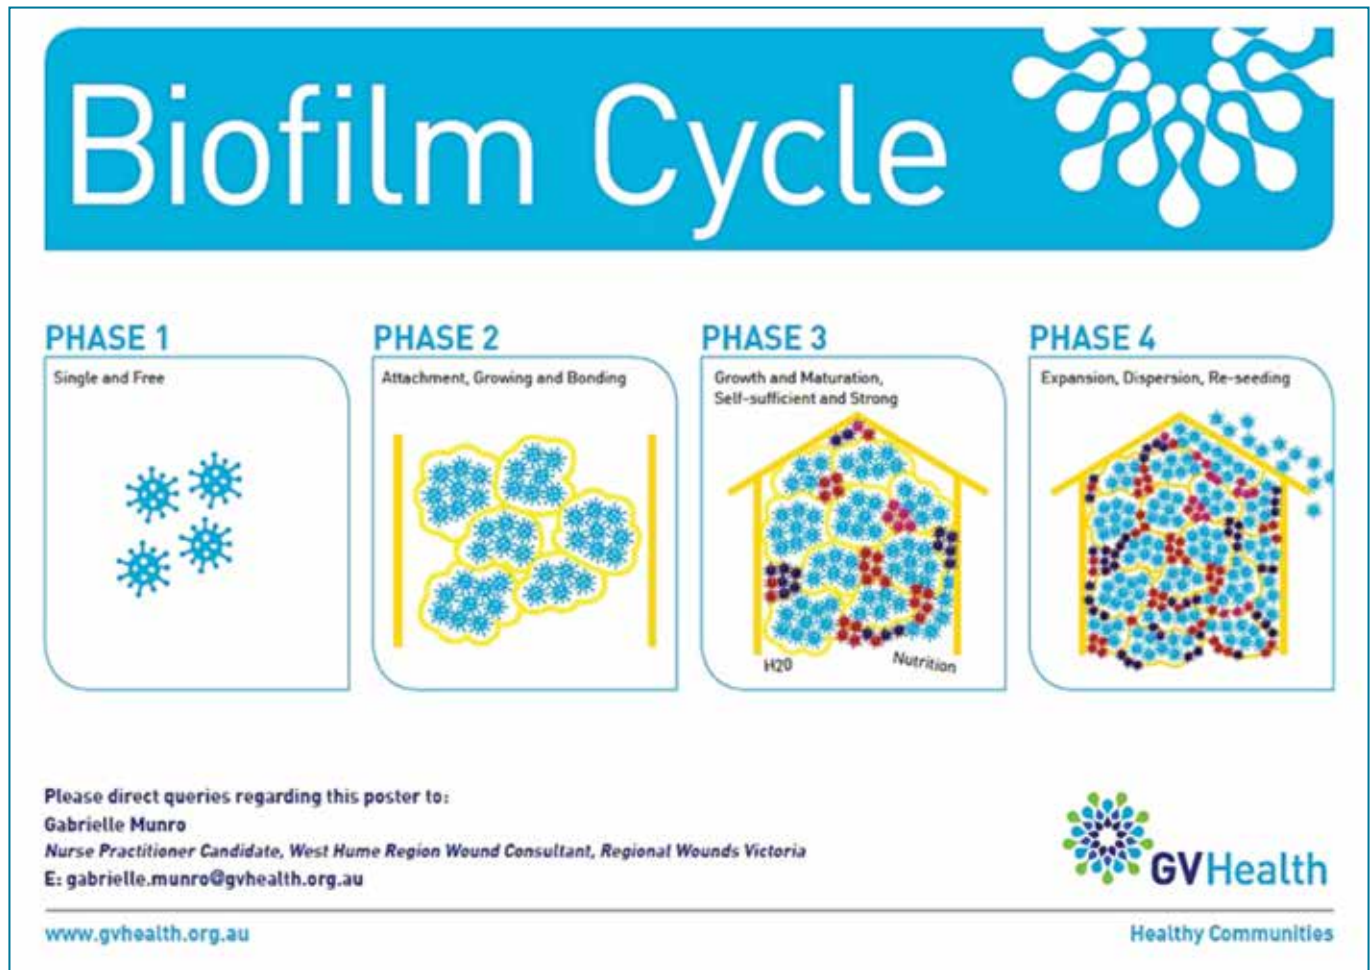 Biofilm Cycle
PHASE 1
Single and Free
PHASE 2
Attachment, Growing and Bonding
PHASE 3
Growth and Maturation,
Self-sufficient and Strong
H20
Nutrition
PHASE 4
Expansion, Dispersion, Re-seeding
Please direct queries regarding this poster to:
Gabrielle Munro
Nurse Practitioner Candidate, West Hume Region Wound Consultant, Regional Wounds Victoria
E: gabrielle.munro@gvhealth.org.au
GVHealth
www.gvhealth.org.au
Healthy Communities